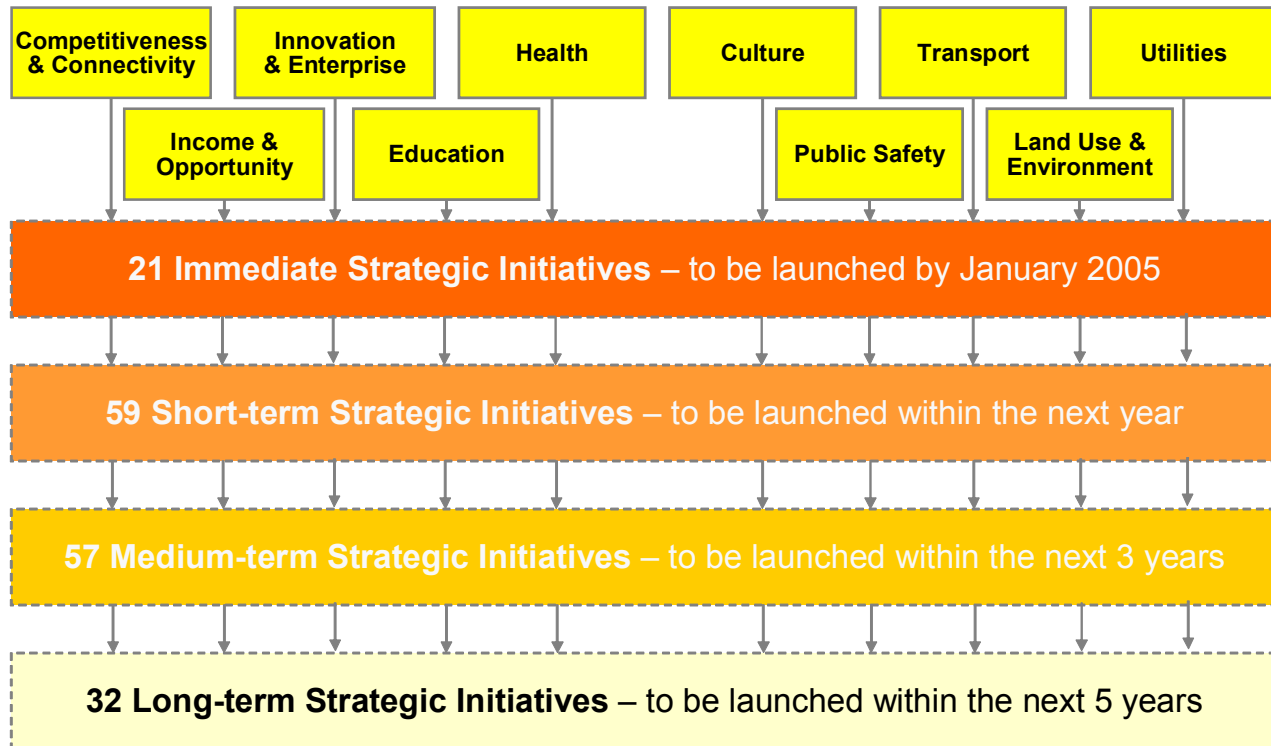 Competitiveness
& Connectivity
Innovation
& Enterprise
Health
Culture
Transport
Utilities
Income &
Opportunity
Education
Public Safety
Land Use &
Environment
21 Immediate Strategic Initiatives – to be launched by January 2005
59 Short-term Strategic Initiatives – to be launched within the next year
57 Medium-term Strategic Initiatives – to be launched within the next 3 years
32 Long-term Strategic Initiatives – to be launched within the next 5 years